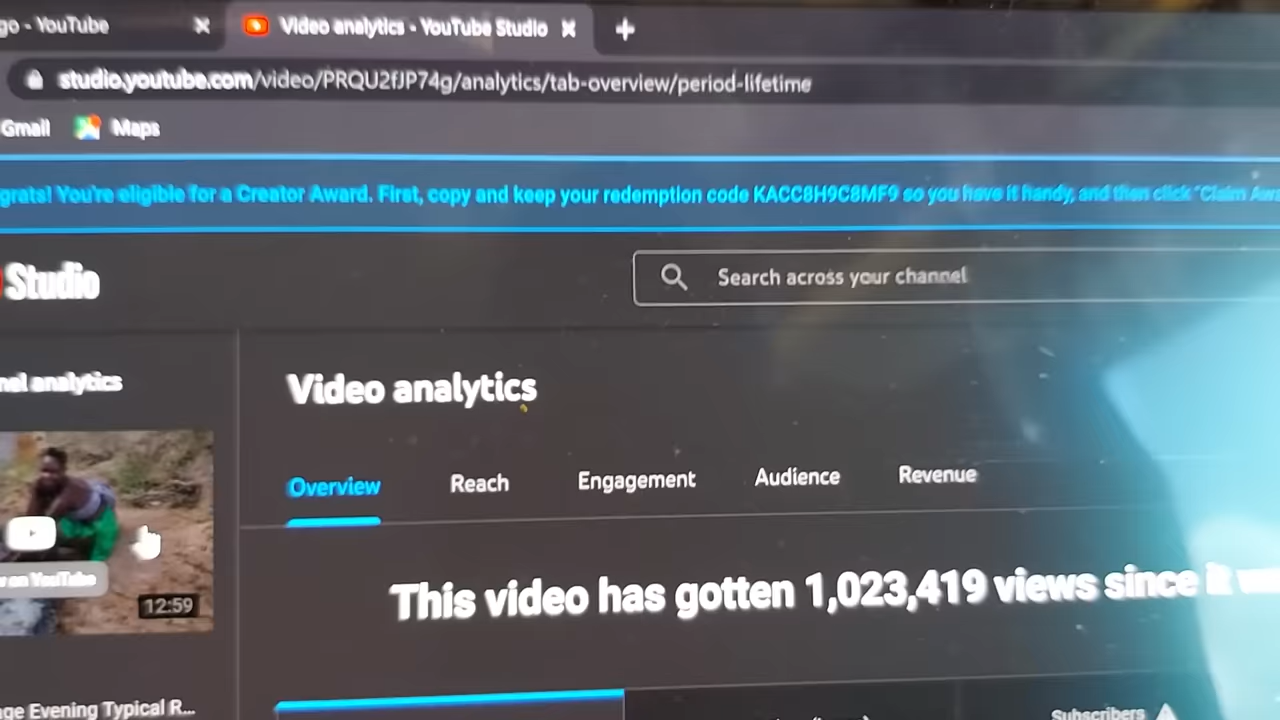 go - YouTube
Video analytics - YouTube Studio
studio.youtube.com/video/PRQU2fJP74g/analytics/tab-overview/period-lifetime
Gmail Maps
grats! You're eligible for a Creator Award. First, copy and keep your redemption code KACC8H9C8MF9 so you have it handy, and then click "Claim Aw
Studio
Search across your channel
nel analytics
Video analytics
Overview Reach Engagement Audience Revenue
w on YouTube
12:59
This video has gotten 1,023,419 views since it w
ge Evening Typical R...
Subscribers